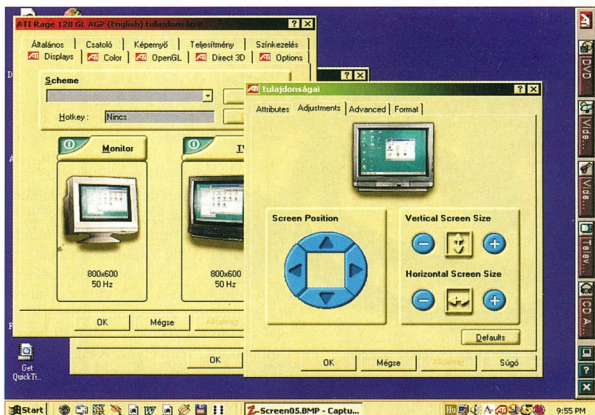 ATI Rage 128 GL AGP (English) tulajdonságai
Általános
Csatoló
Képernyő
Teljesítmény
Színkezelés
Displays
Color
OpenGL
Direct 3D
Options
Scheme
Hotkey:
Nincs
Monitor
800x600
50 Hz
800x600
50 Hz
OK
Mégse
OK
tulajdonságai
Attributes
Adjustments
Advanced
Format
Screen Position
Vertical Screen Size
Horizontal Screen Size
Defaults
OK
Mégse
Súgó
DVD
Vide...
Vide...
Telev...
CD A...
Get
QuickTi...
Start
Screen05.BMP - Captu...
9:55 PM